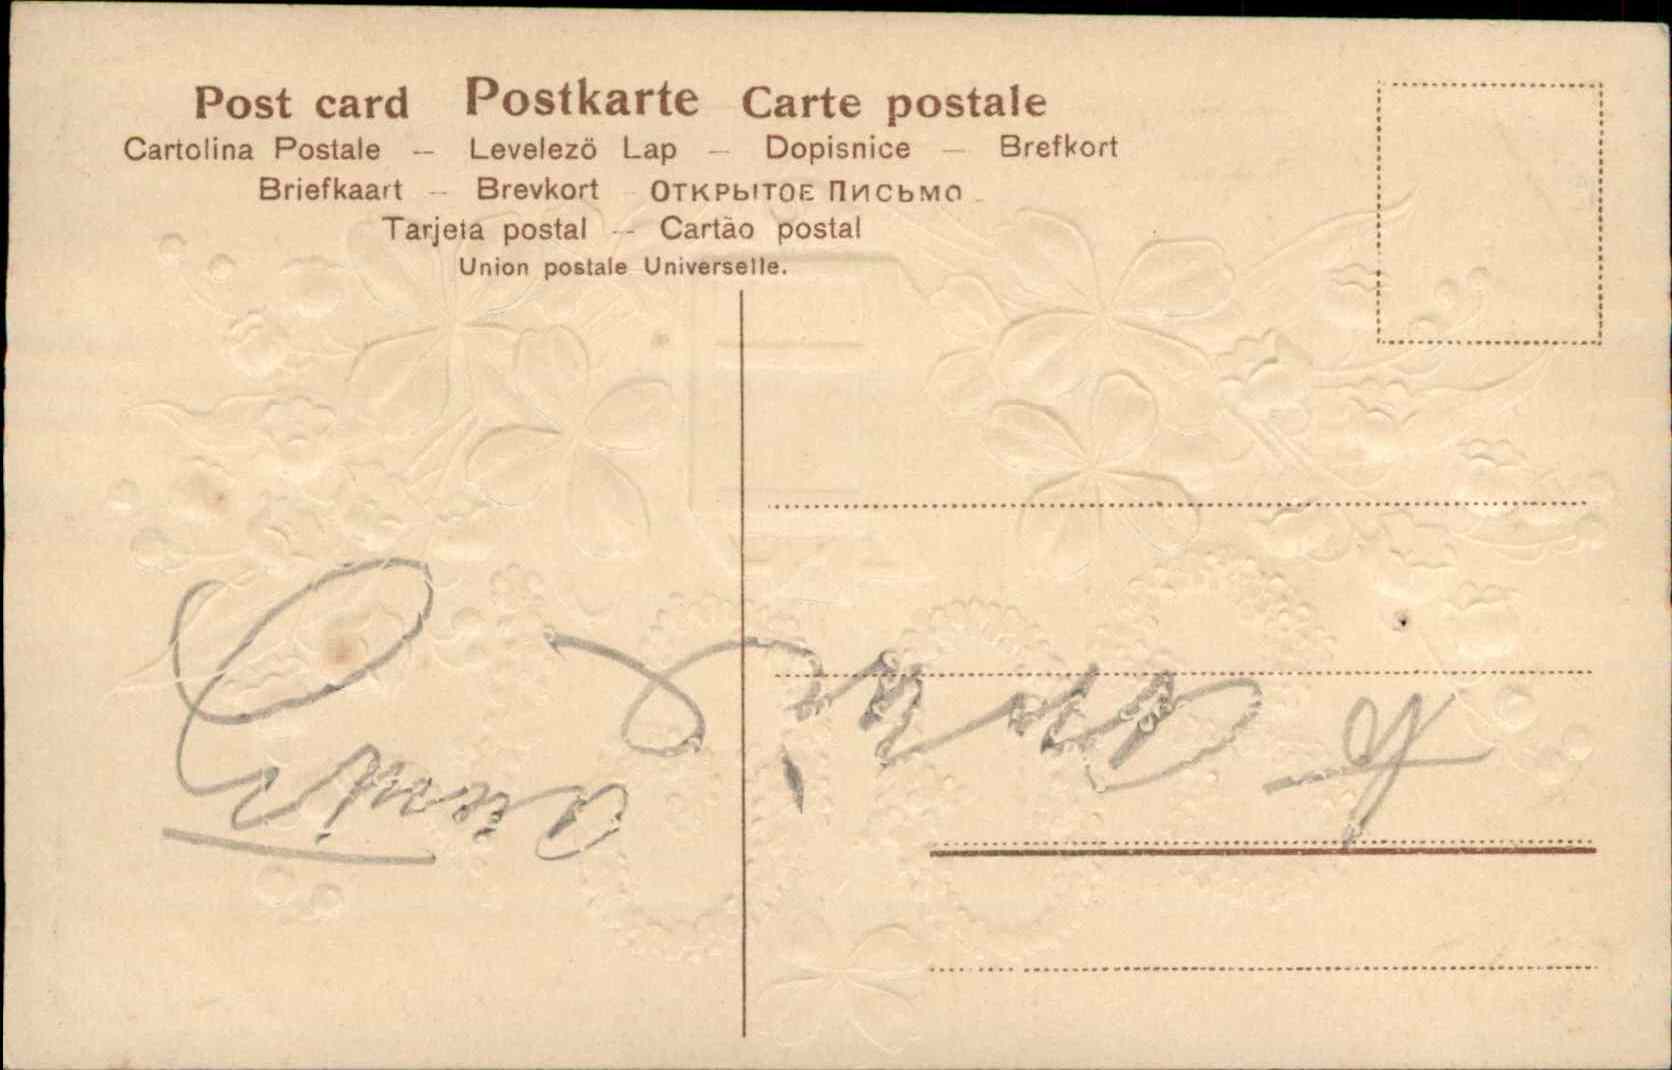 Post card Postkarte Carte postale
Cartolina Postale — Levelezö Lap — Dopisnice — Brefkort
Briefkaart — Brevkort ОТКРЫТОЕ ПИСЬМО
Tarjeta postal — Cartão postal
Union postale Universelle.